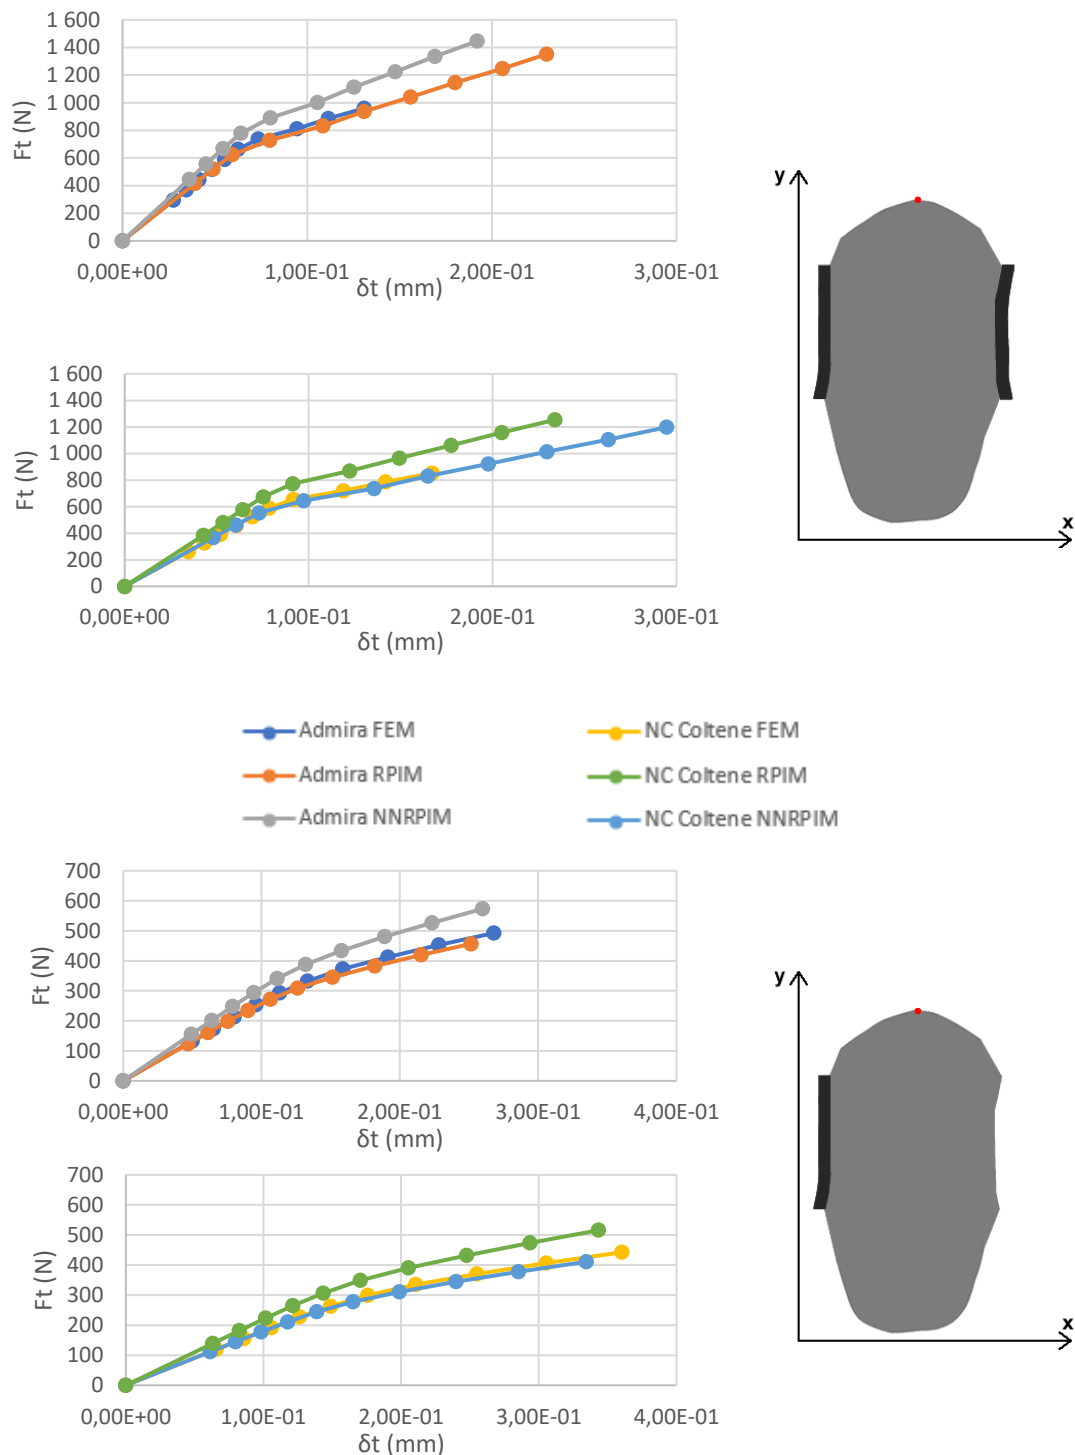 1 600
1 400
1 200
1 000
800
600
400
200
0
Ft (N)
0,00E+00 1,00E-01 2,00E-01 3,00E-01
δt (mm)
y
x
1 600
1 400
1 200
1 000
800
600
400
200
0
Ft (N)
0,00E+00 1,00E-01 2,00E-01 3,00E-01
δt (mm)
Admira FEM NC Coltene FEM
Admira RPIM NC Coltene RPIM
Admira NNRPIM NC Coltene NNRPIM
700
600
500
400
300
200
100
0
Ft (N)
0,00E+00 1,00E-01 2,00E-01 3,00E-01 4,00E-01
δt (mm)
y
x
700
600
500
400
300
200
100
0
Ft (N)
0,00E+00 1,00E-01 2,00E-01 3,00E-01 4,00E-01
δt (mm)